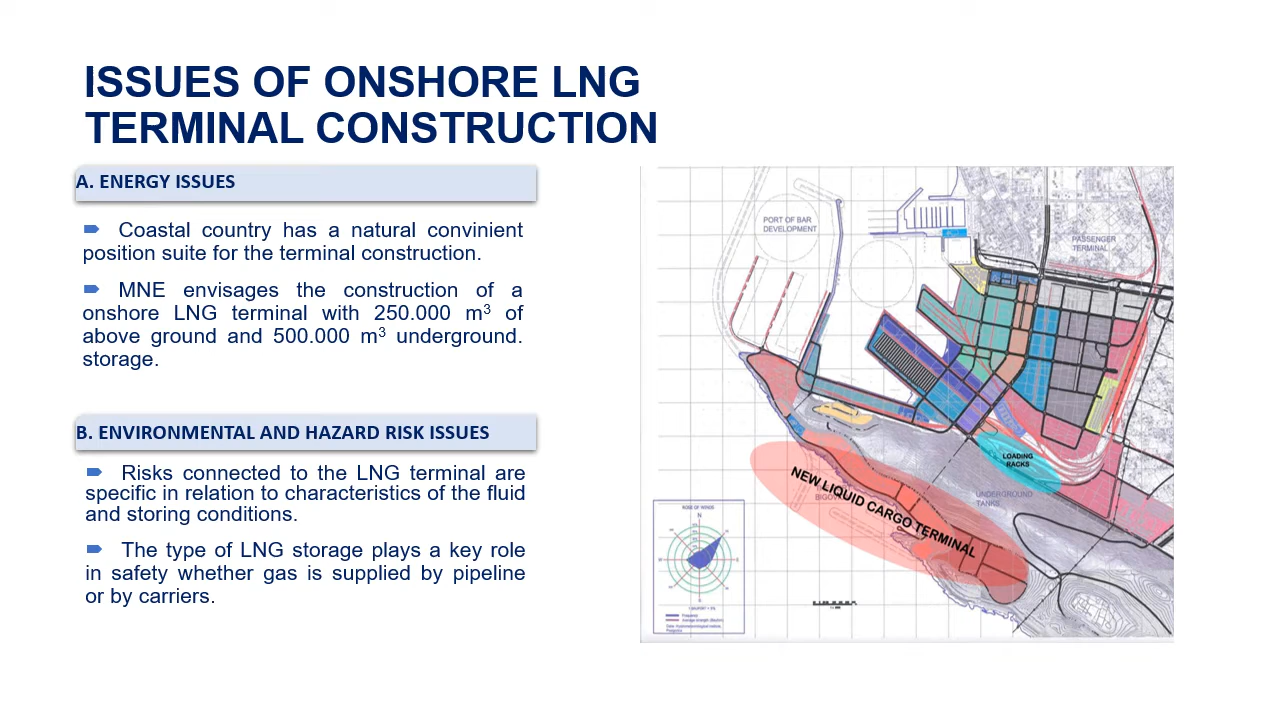 ISSUES OF ONSHORE LNG
TERMINAL CONSTRUCTION
A. ENERGY ISSUES
Coastal country has a natural convinient
position suite for the terminal construction.
MNE envisages the construction of a
onshore LNG terminal with 250.000 m³ of
above ground and 500.000 m³ underground.
storage.
B. ENVIRONMENTAL AND HAZARD RISK ISSUES
Risks connected to the LNG terminal are
specific in relation to characteristics of the fluid
and storing conditions.
The type of LNG storage plays a key role
in safety whether gas is supplied by pipeline
or by carriers.
PORT OF BAR
DEVELOPMENT
PASSENGER
TERMINAL
LOADING
RACKS
UNDERGROUND
TANKS
NEW LIQUID CARGO TERMINAL
ROSE OF WINDS
N
Frequency